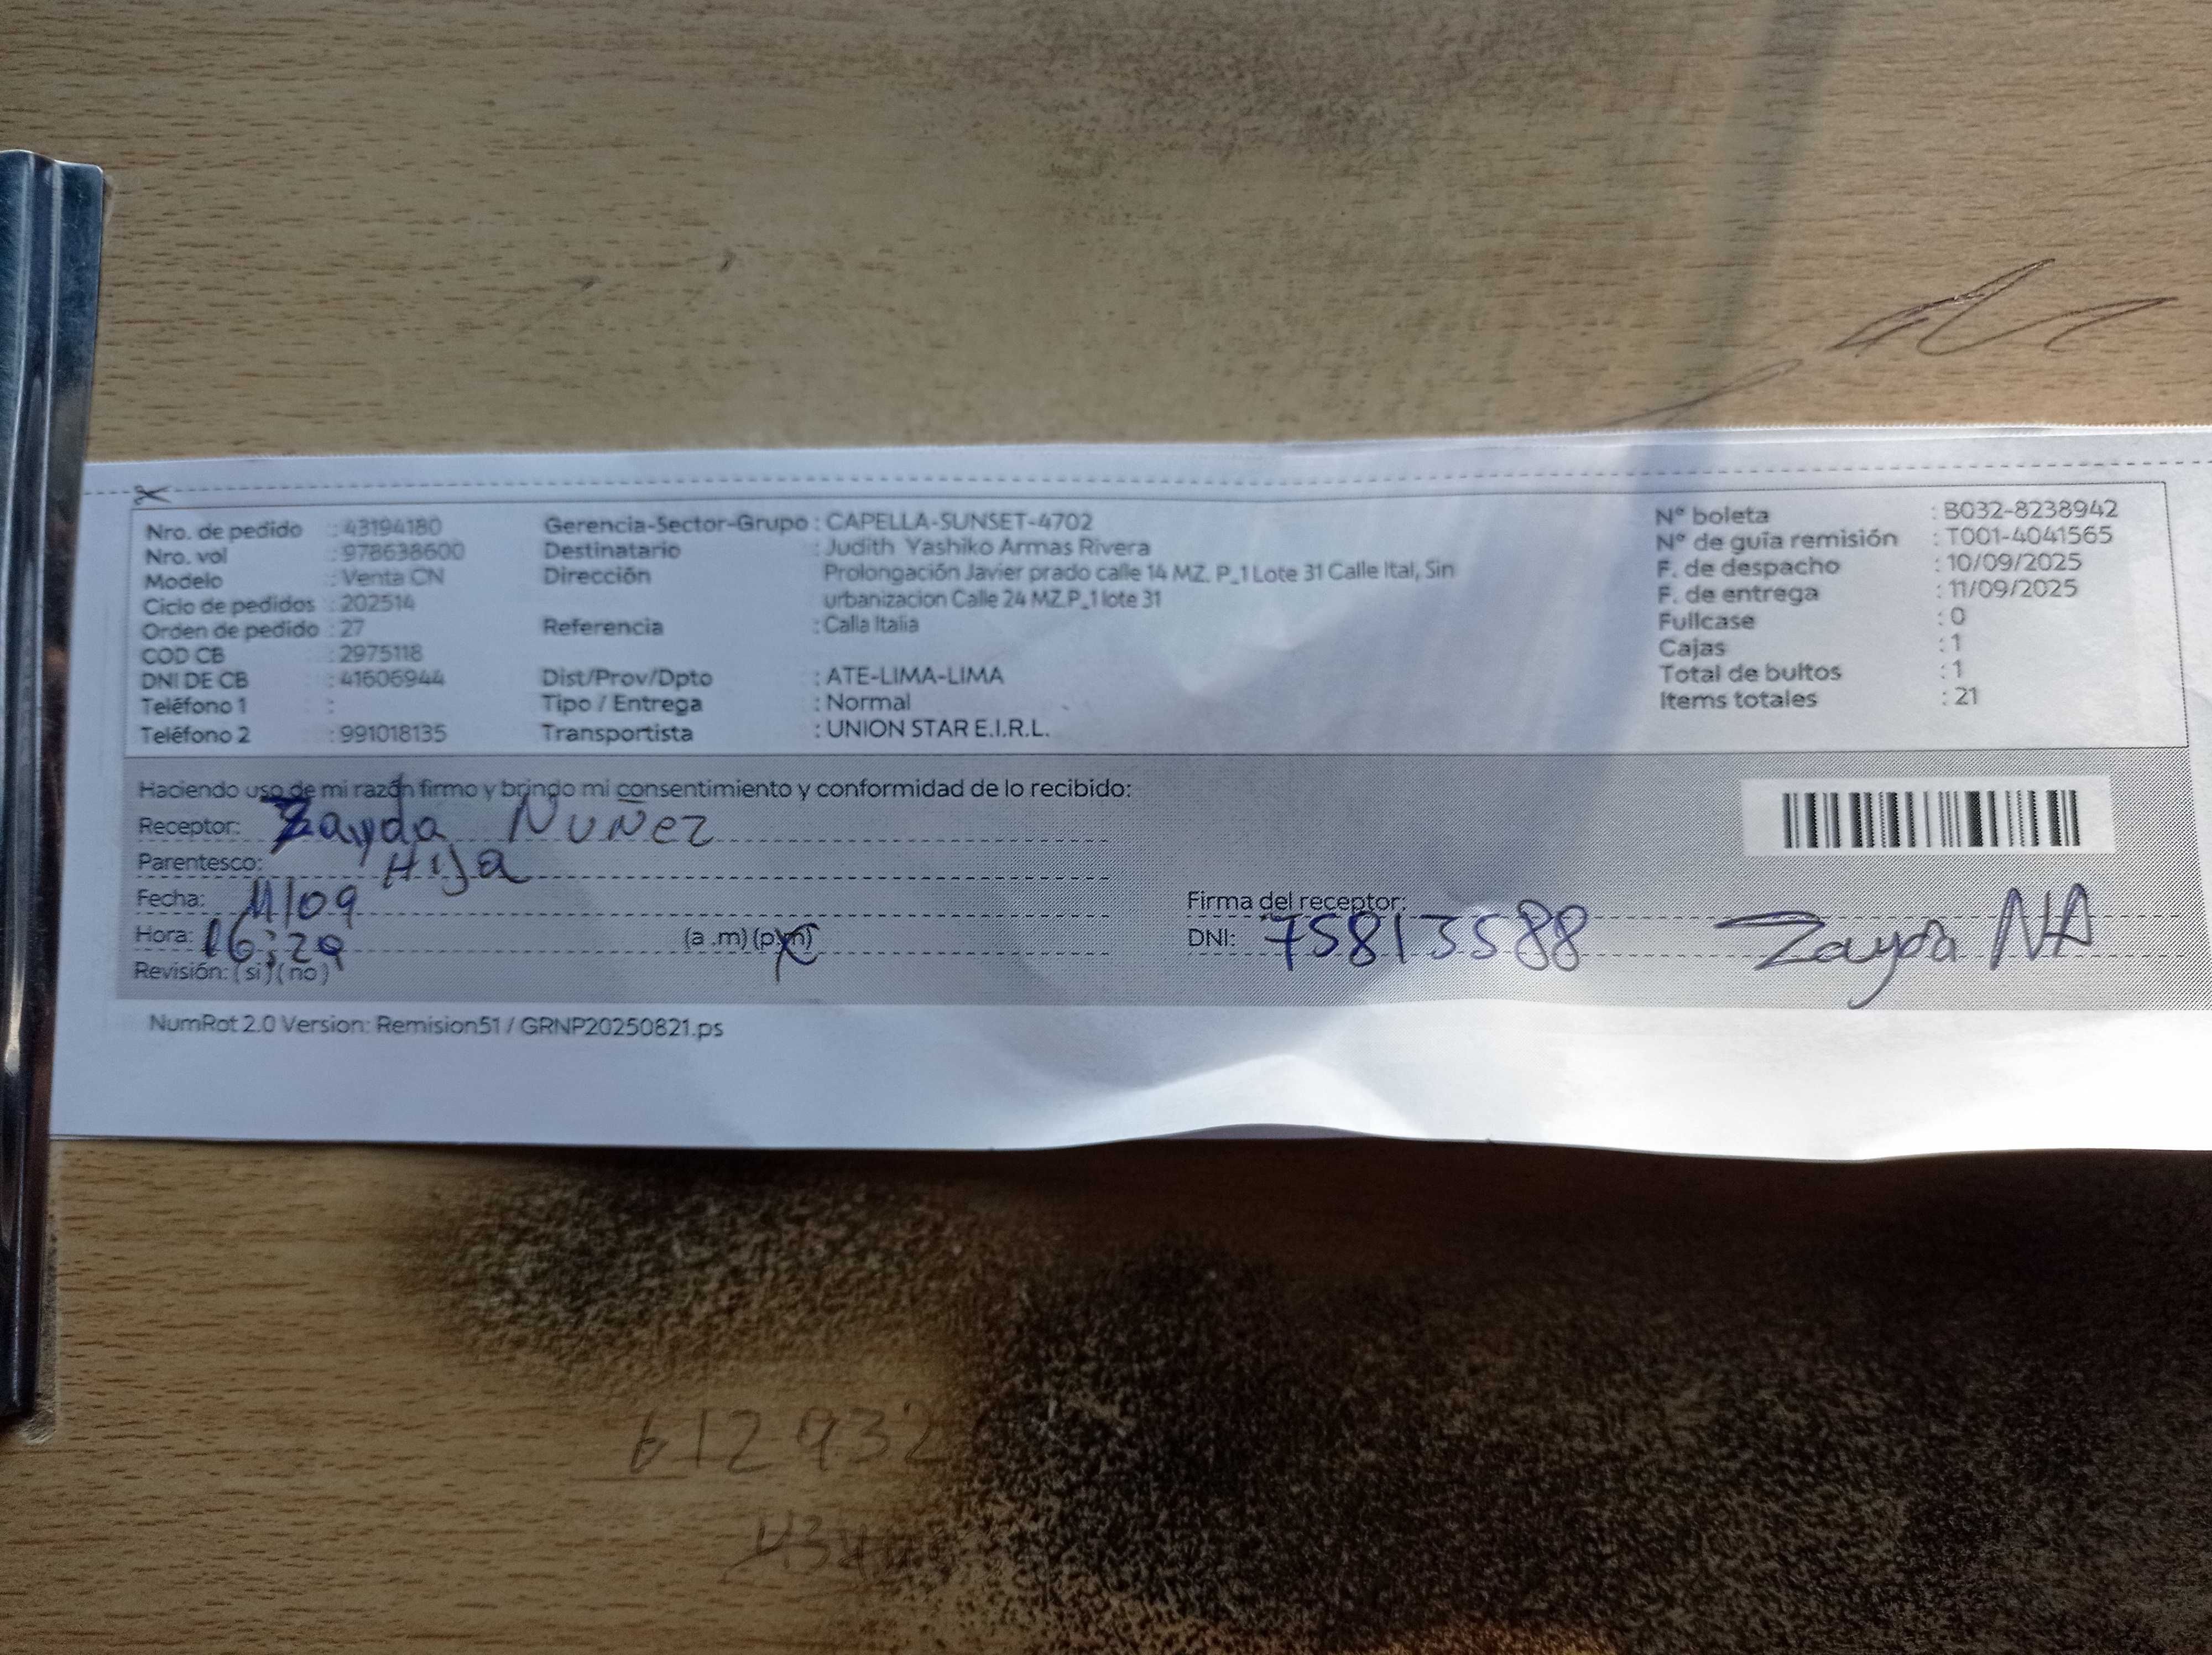 Nro. de pedido : 43194180 Gerencia-Sector-Grupo : CAPELLA-SUNSET-4702 N° boleta : B032-8238942
Nro. vol : 978638600 Destinatario : Judith Yashiko Armas Rivera N° de guía remisión : T001-4041565
Modelo : Venta CN Dirección Prolongación Javier prado calle 14 MZ. P_1 Lote 31 Calle Ital, Sin F. de despacho : 10/09/2025
Ciclo de pedidos : 202514 urbanizacion Calle 24 MZ.P_1 lote 31 F. de entrega : 11/09/2025
Orden de pedido : 27 Referencia : Calla Italia Fullcase : 0
COD CB : 2975118 Cajas : 1
DNI DE CB : 41606944 Dist/Prov/Dpto : ATE-LIMA-LIMA Total de bultos : 1
Teléfono 1 : Tipo / Entrega : Normal Items totales : 21
Teléfono 2 : 991018135 Transportista : UNION STAR E.I.R.L.
Haciendo uso de mi razón firmo y brindo mi consentimiento y conformidad de lo recibido:
Receptor: Zayda Nuñez
Parentesco: Hija
Fecha: 11/09 Firma del receptor:
Hora: 16:29 (a .m) (p.m) DNI: 75813588 Zayda NA
Revisión: (si) (no)
NumRot 2.0 Version: Remision51 / GRNP20250821.ps
612932